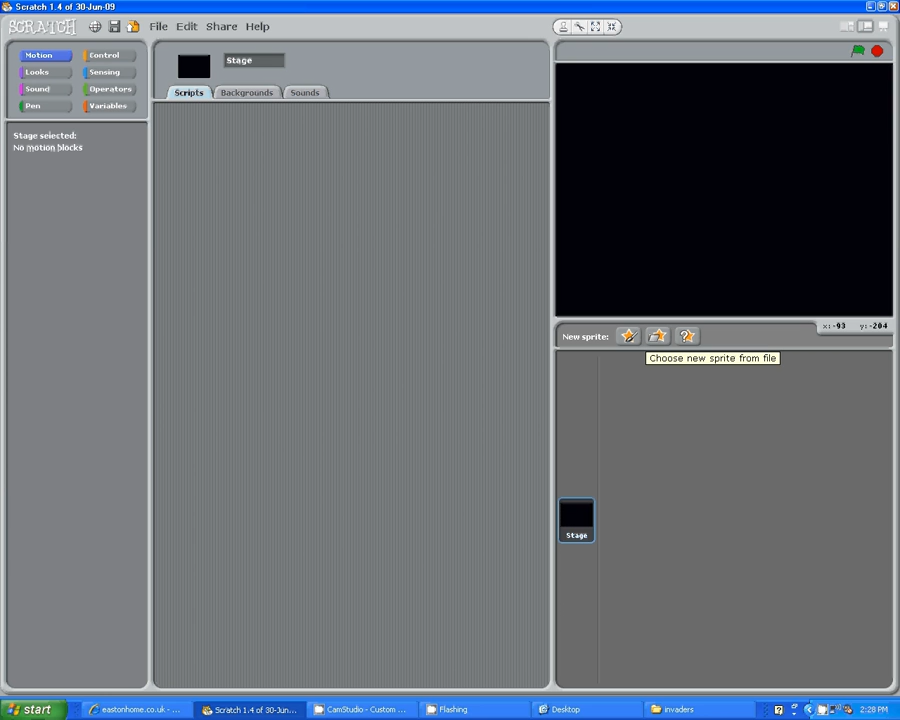 Scratch 1.4 of 30-Jun-09
SCRATCH File Edit Share Help
Motion Control
Looks Sensing
Sound Operators
Pen Variables
Stage selected:
No motion blocks
Stage
Scripts Backgrounds Sounds
x:-93 y:-204
New sprite:
Choose new sprite from file
Stage
start
eastonhome.co.uk - ...
Scratch 1.4 of 30-Jun...
CamStudio - Custom ...
Flashing
Desktop
invaders
2:28 PM